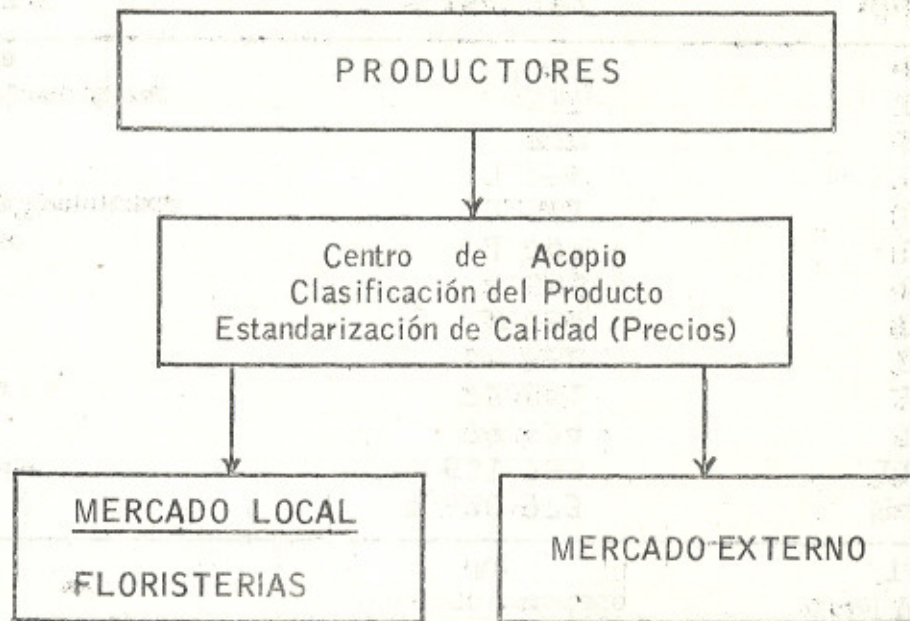 PRODUCTORES
Centro de Acopio
Clasificación del Producto
Estandarización de Calidad (Precios)
MERCADO LOCAL
MERCADO EXTERNO
FLORISTERIAS